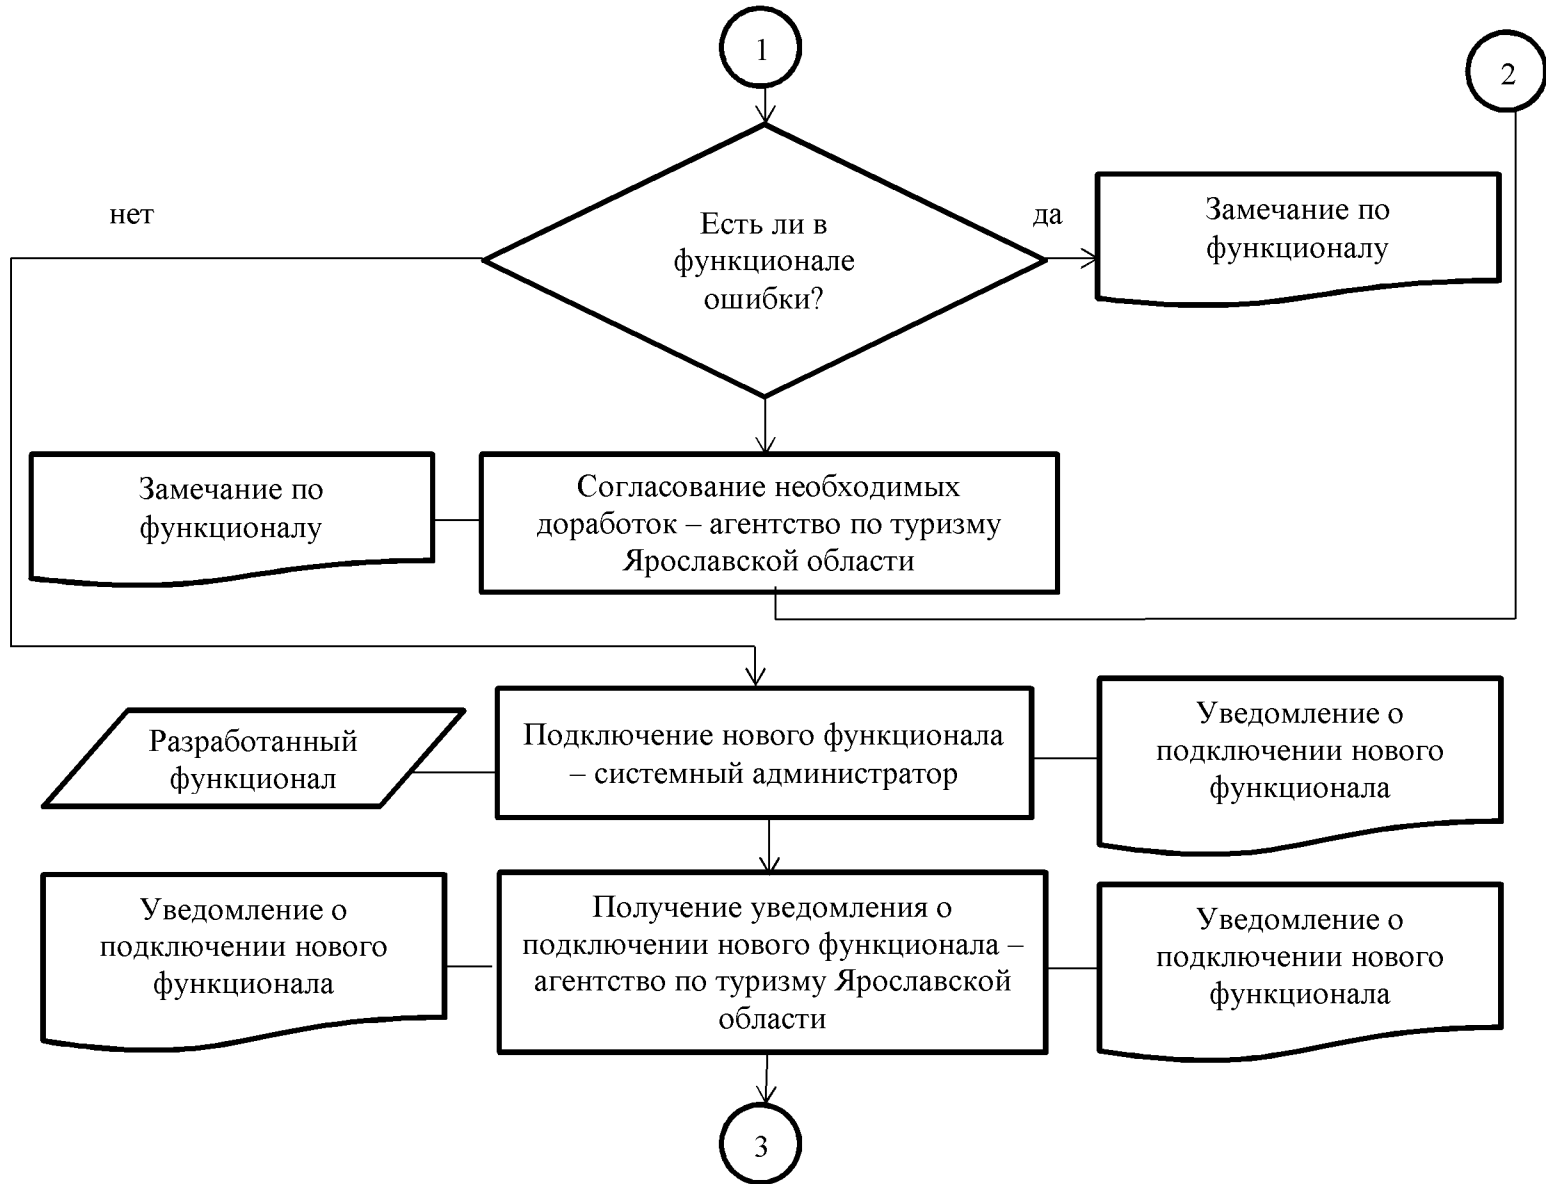 1
2
нет
Есть ли в
функционале
ошибки?
да
Замечание по
функционалу
Замечание по
функционалу
Согласование необходимых
доработок – агентство по туризму
Ярославской области
Разработанный
функционал
Подключение нового функционала
– системный администратор
Уведомление о
подключении нового
функционала
Уведомление о
подключении нового
функционала
Получение уведомления о
подключении нового функционала –
агентство по туризму Ярославской
области
Уведомление о
подключении нового
функционала
3